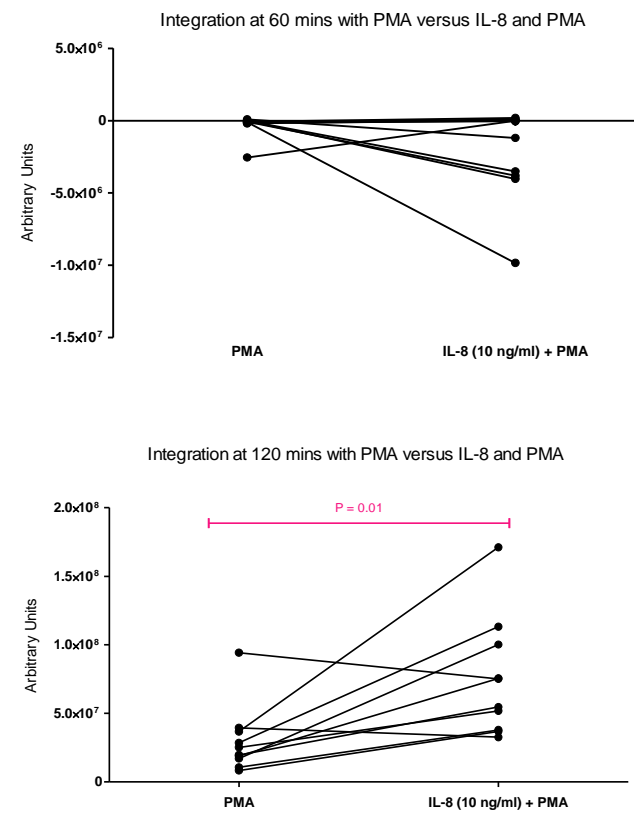 Integration at 60 mins with PMA versus IL-8 and PMA
5.0x10⁶
0
-5.0x10⁶
-1.0x10⁷
-1.5x10⁷
Arbitrary Units
PMA
IL-8 (10 ng/ml) + PMA
Integration at 120 mins with PMA versus IL-8 and PMA
P = 0.01
2.0x10⁸
1.5x10⁸
1.0x10⁸
5.0x10⁷
0
Arbitrary Units
PMA
IL-8 (10 ng/ml) + PMA